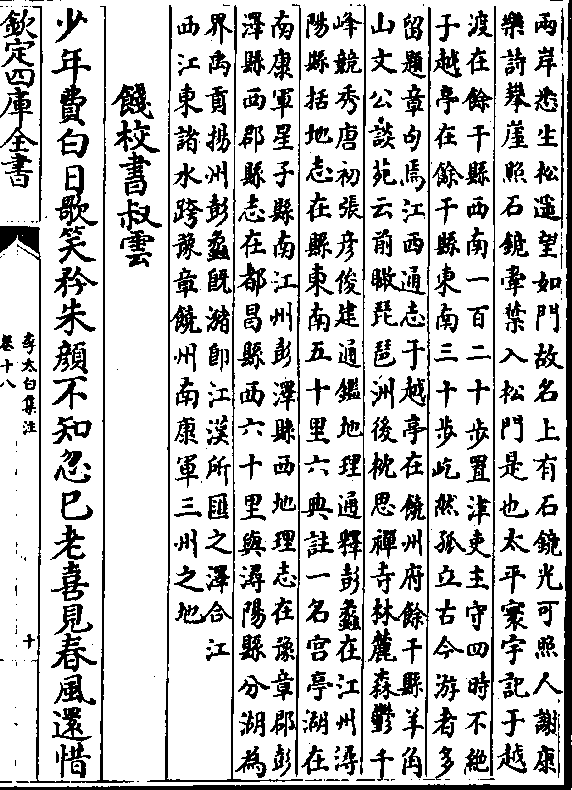 兩岸悉生松遥望如門故名上有石鏡光可照人謝康
樂詩攀崖照石鏡牽葉入松門是也太平寰宇記于越
渡在餘干縣西南一百二十步置津吏主守四時不絶
于越亭在餘干縣東南三十歩屹然孤立古今游者多
留題章句焉江西通志于越亭在饒州府餘干縣羊角
山文公談苑云前瞰琵琶洲後枕思禪寺林麓森鬱千
峰競秀唐初張彦俊建通鑑地理通釋彭蠡在江州潯
陽縣括地志在縣東南五十里六典註一名宫亭湖在
南康軍星子縣南江州彭澤縣西地理志在豫章郡彭
澤縣西郡縣志在都昌縣西六十里與潯陽縣分湖為
界禹貢揚州彭蠡既瀦卽江漢所匯之澤合江
西江東諸水跨豫章饒州南康軍三州之地
餞校書叔雲
少年費白日歌笑矜朱顔不知忽已老喜見春風還惜
欽定四庫全書
李太白集注
卷十八
十